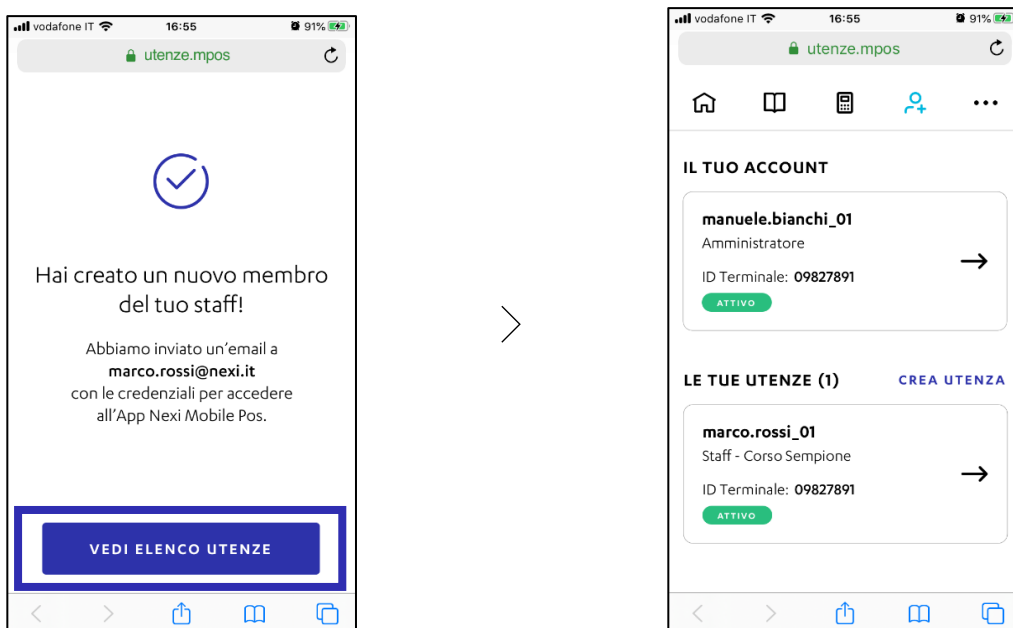 vodafone IT 16:55 91%
utenze.mpos
Hai creato un nuovo membro
del tuo staff!
Abbiamo inviato un'email a
marco.rossi@nexi.it
con le credenziali per accedere
all'App Nexi Mobile Pos.
VEDI ELENCO UTENZE
vodafone IT 16:55 91%
utenze.mpos
IL TUO ACCOUNT
manuele.bianchi_01
Amministratore
ID Terminale: 09827891
ATTIVO
LE TUE UTENZE (1) CREA UTENZA
marco.rossi_01
Staff - Corso Sempione
ID Terminale: 09827891
ATTIVO